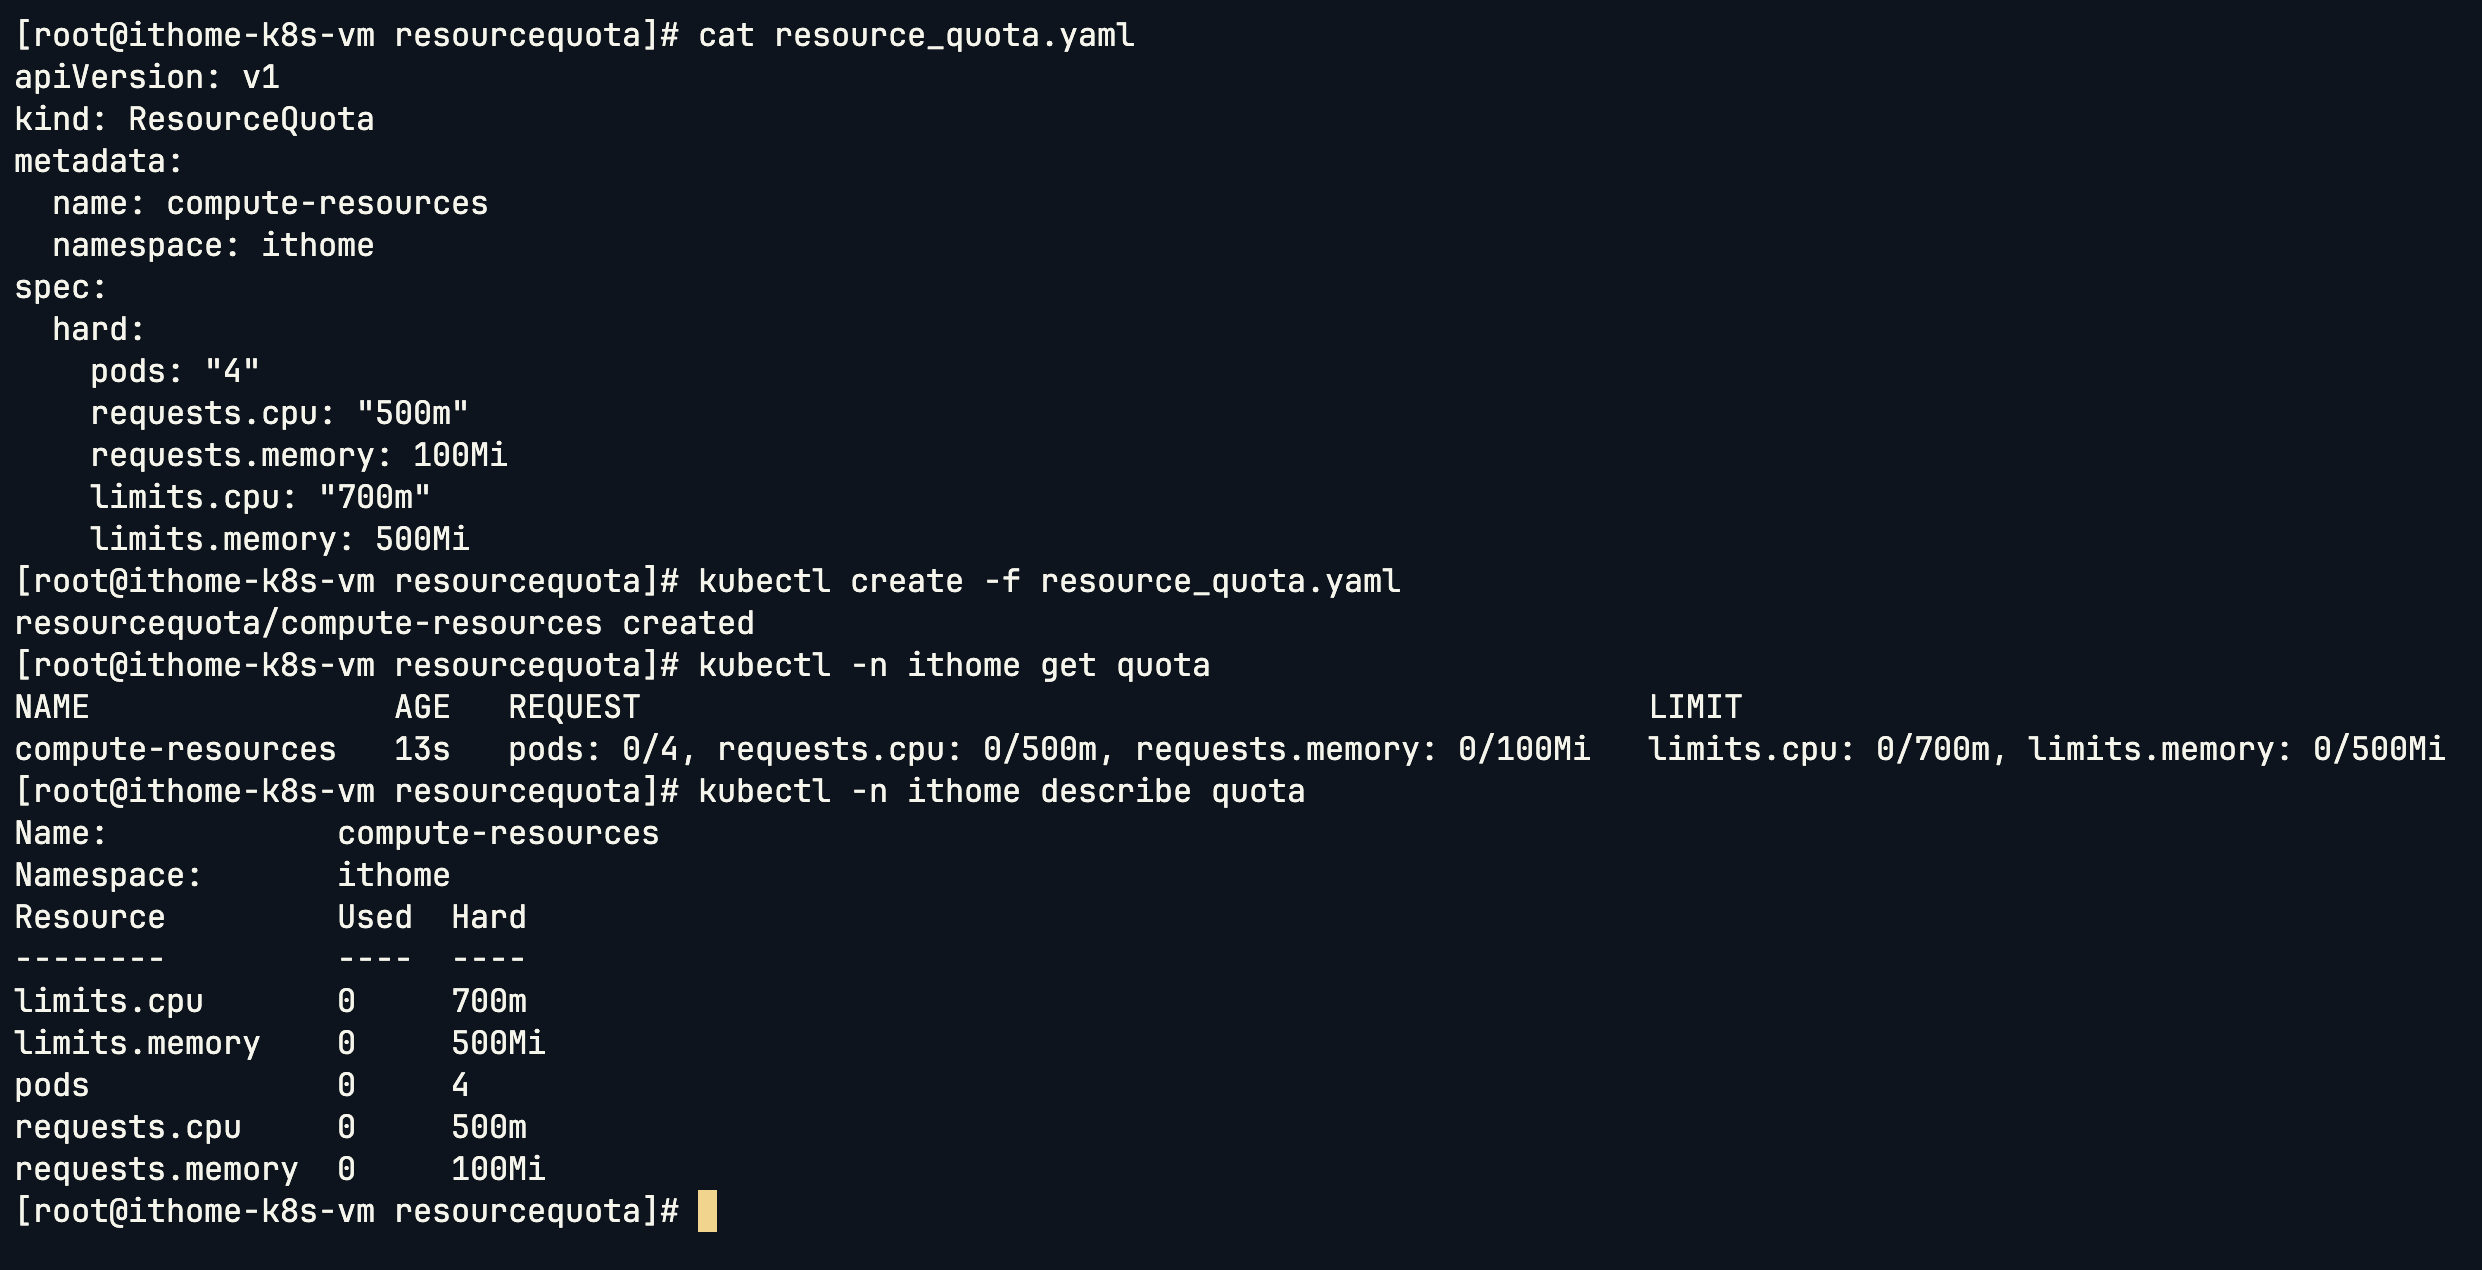 [root@ithome-k8s-vm resourcequota]# cat resource_quota.yaml
apiVersion: v1
kind: ResourceQuota
metadata:
  name: compute-resources
  namespace: ithome
spec:
  hard:
    pods: "4"
    requests.cpu: "500m"
    requests.memory: 100Mi
    limits.cpu: "700m"
    limits.memory: 500Mi
[root@ithome-k8s-vm resourcequota]# kubectl create -f resource_quota.yaml
resourcequota/compute-resources created
[root@ithome-k8s-vm resourcequota]# kubectl -n ithome get quota
NAME                AGE   REQUEST                                                     LIMIT
compute-resources   13s   pods: 0/4, requests.cpu: 0/500m, requests.memory: 0/100Mi   limits.cpu: 0/700m, limits.memory: 0/500Mi
[root@ithome-k8s-vm resourcequota]# kubectl -n ithome describe quota
Name:            compute-resources
Namespace:       ithome
Resource         Used  Hard
--------         ----  ----
limits.cpu       0     700m
limits.memory    0     500Mi
pods             0     4
requests.cpu     0     500m
requests.memory  0     100Mi
[root@ithome-k8s-vm resourcequota]#